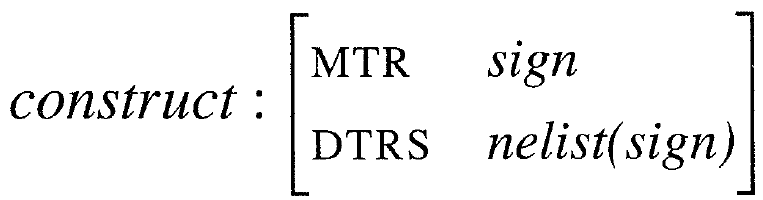 construct :
MTR sign
DTRS nelist(sign)